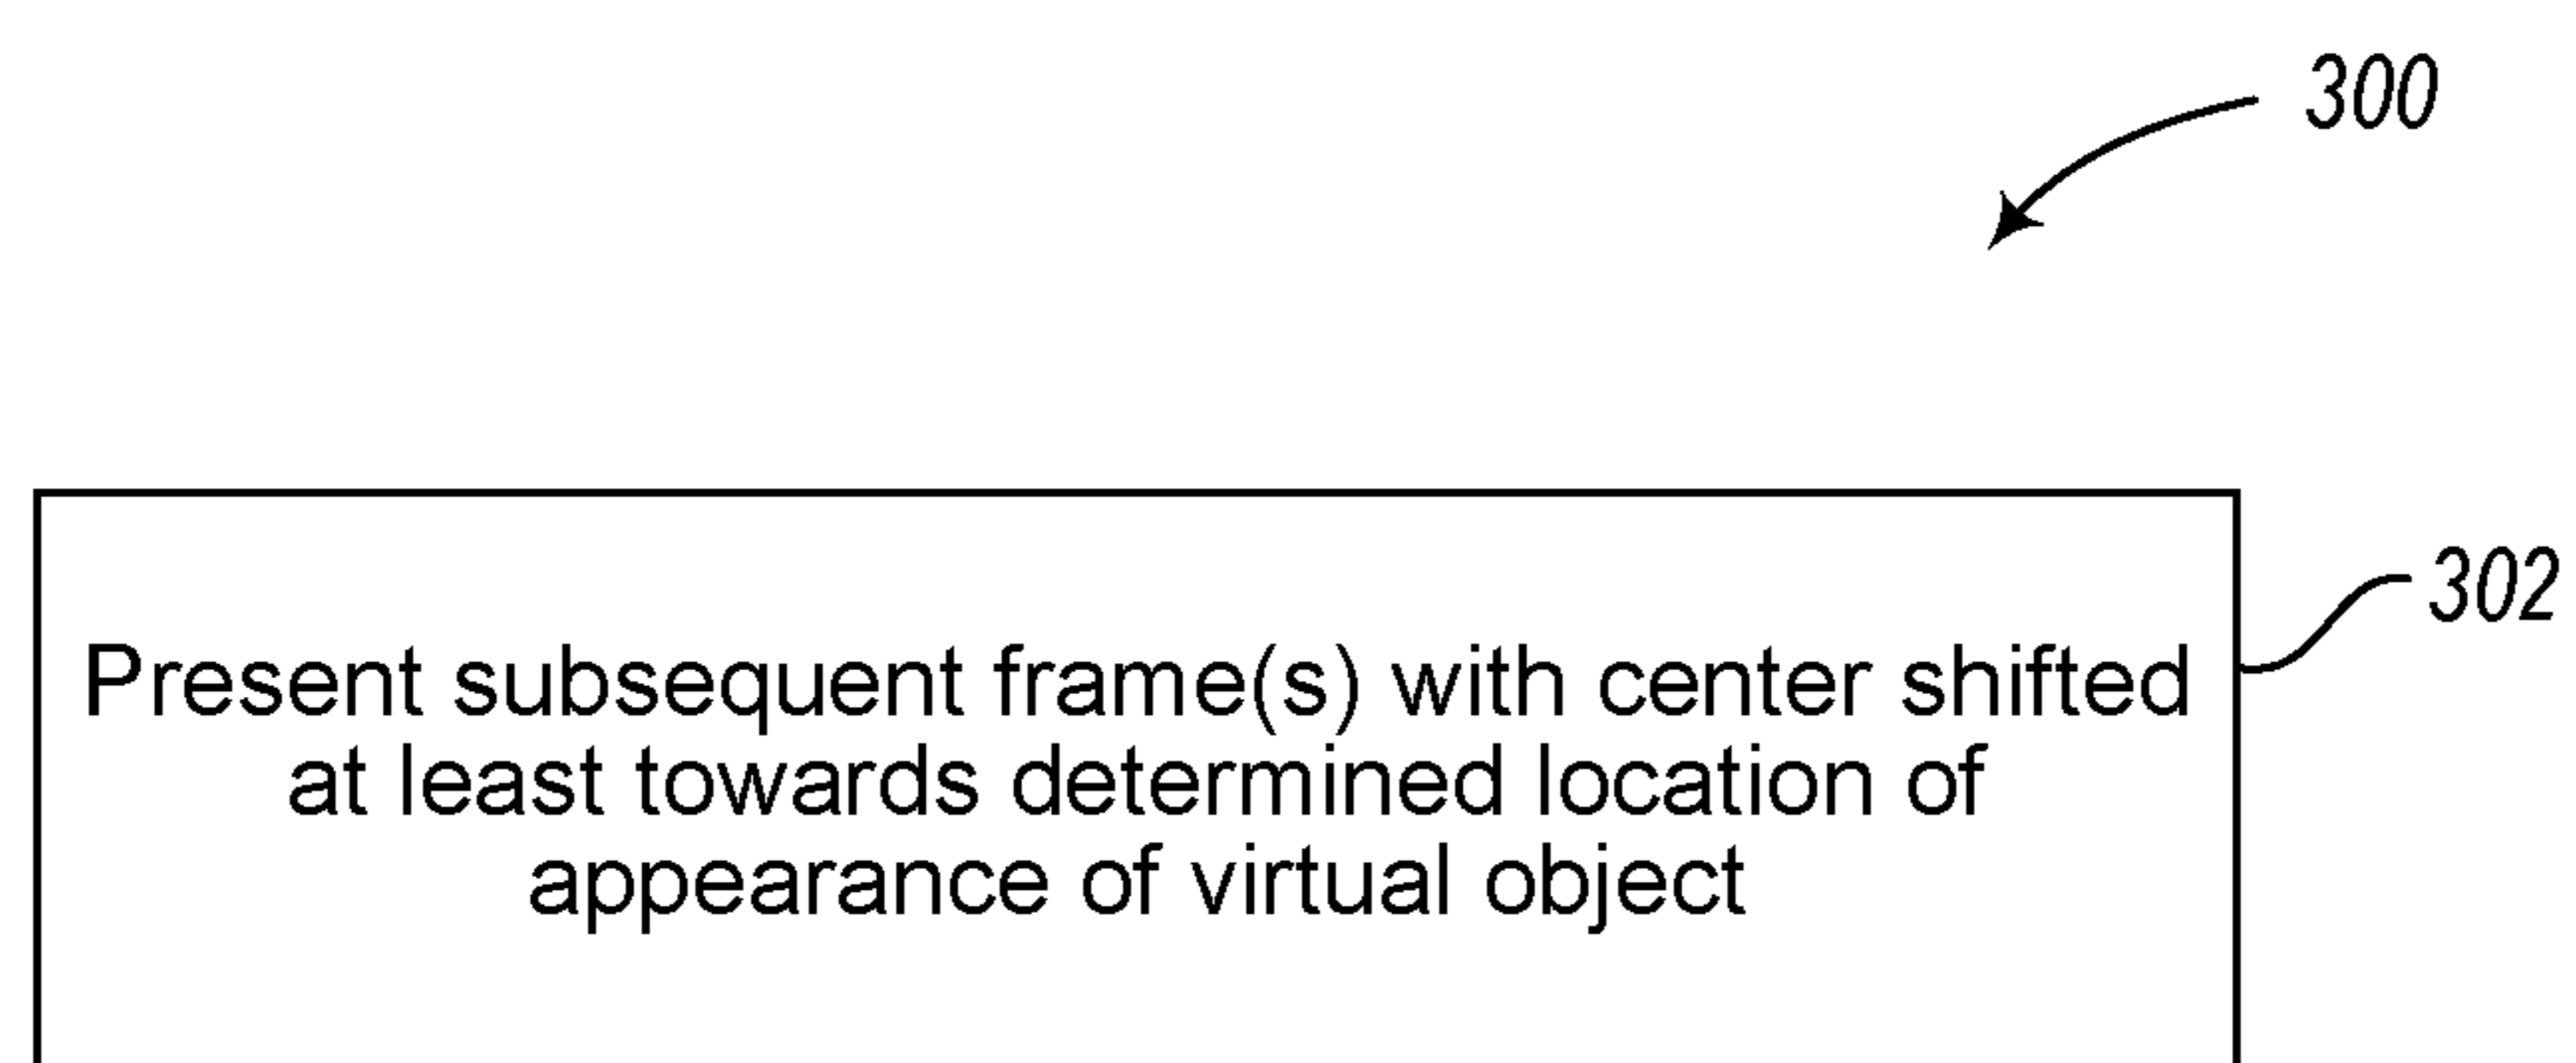 300
302
Present subsequent frame(s) with center shifted
at least towards determined location of
appearance of virtual object